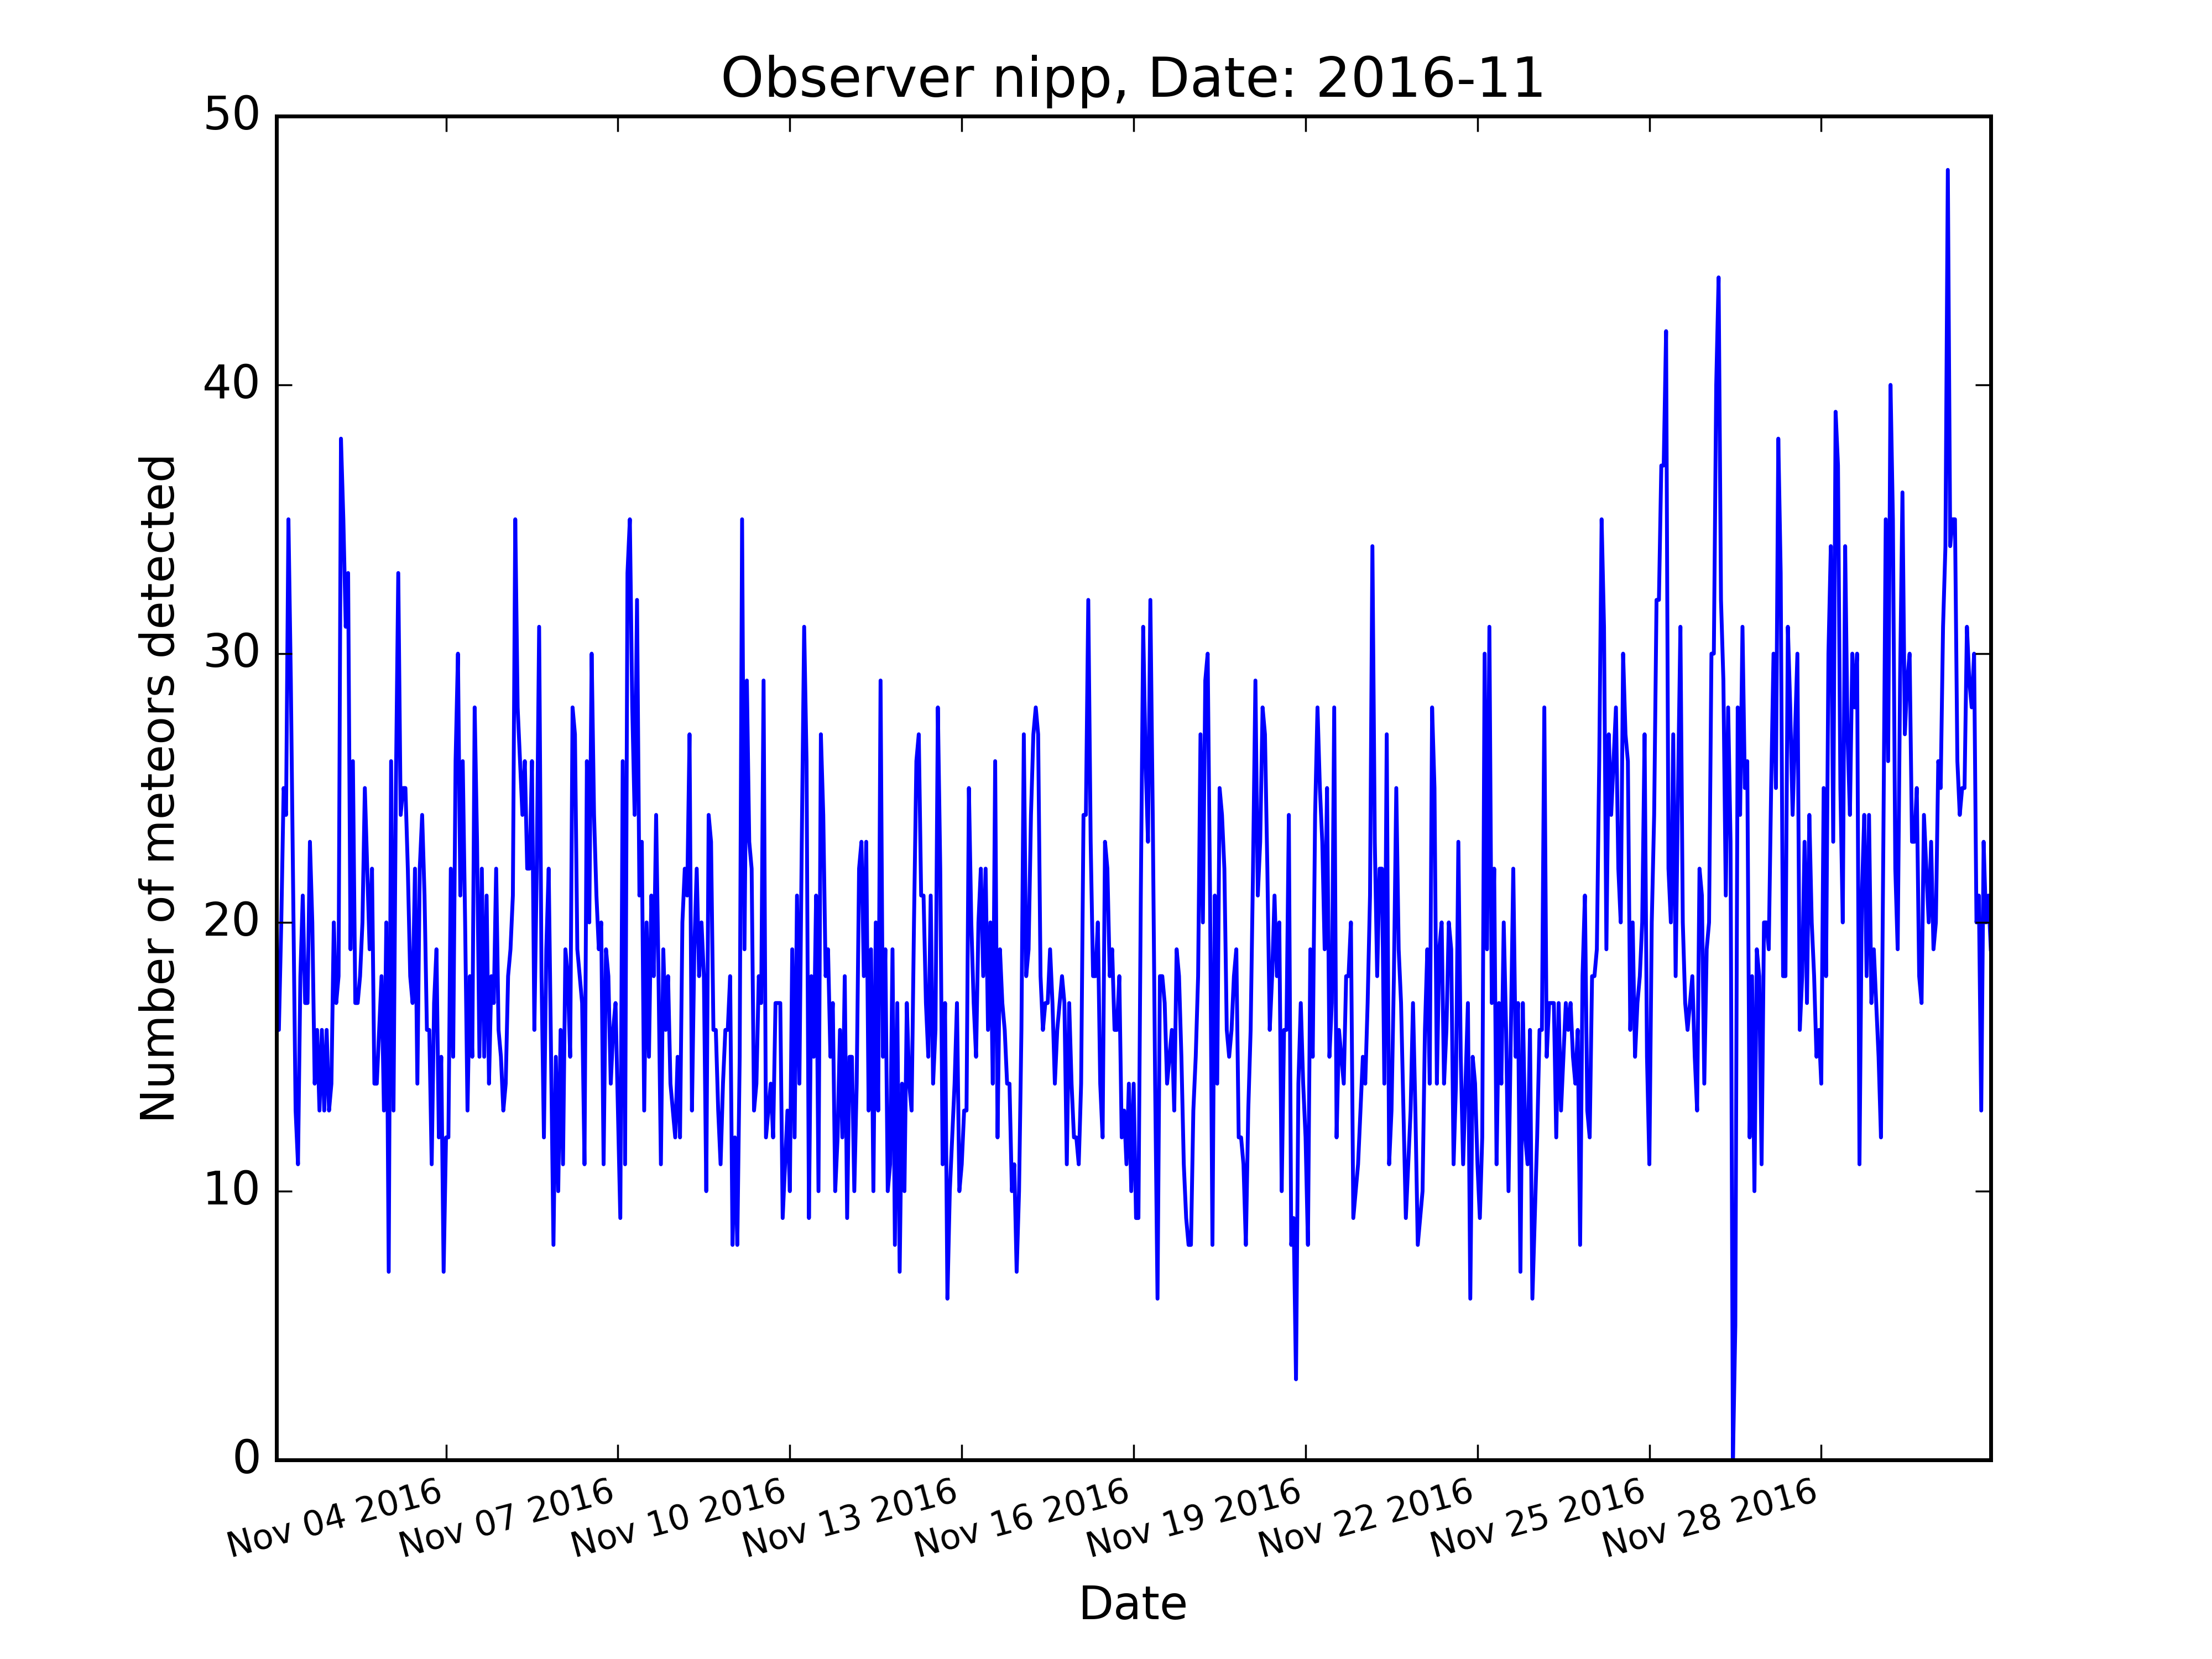 Observer nipp, Date: 2016-11
50
40
30
20
10
0
Number of meteors detected
Nov 04 2016
Nov 07 2016
Nov 10 2016
Nov 13 2016
Nov 16 2016
Nov 19 2016
Nov 22 2016
Nov 25 2016
Nov 28 2016
Date